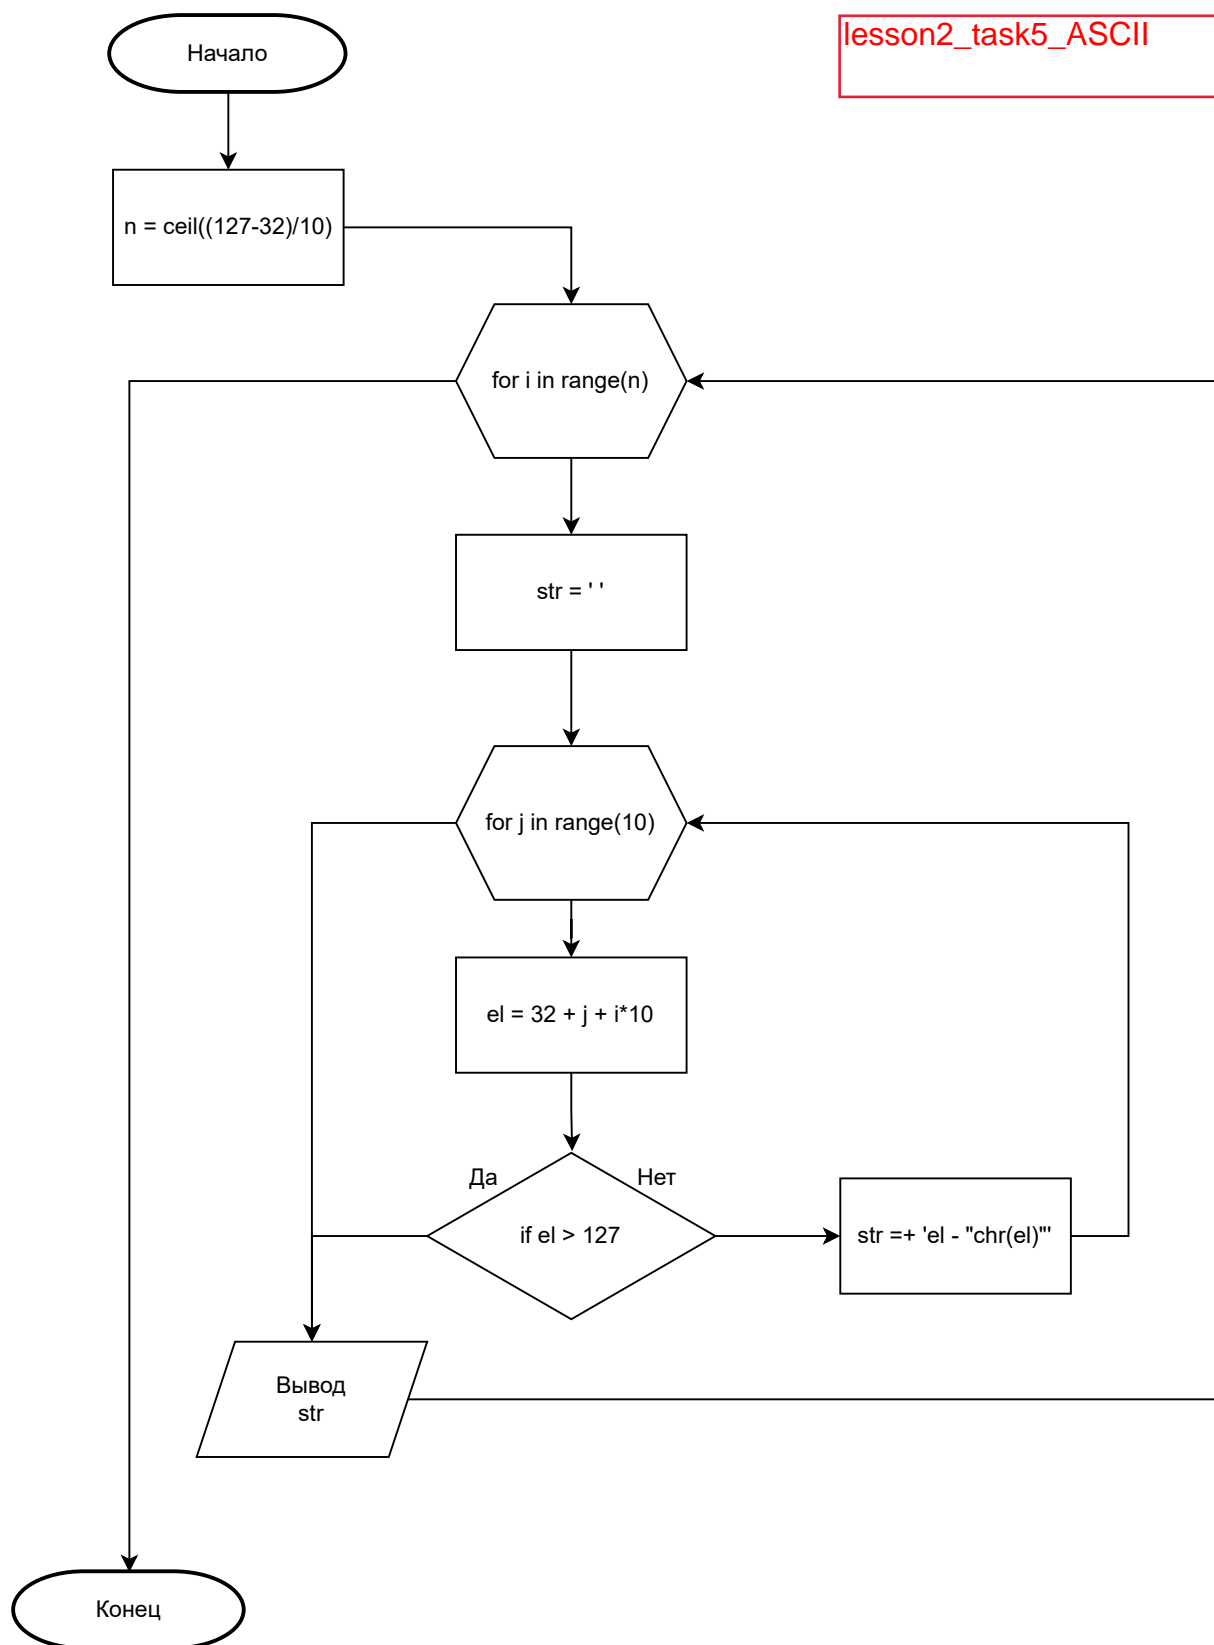 Начало
lesson2_task5_ASCII
n = ceil((127-32)/10)
for i in range(n)
str = ' '
for j in range(10)
el = 32 + j + i*10
Да
Нет
if el > 127
str =+ 'el - "chr(el)"'
Вывод
str
Конец